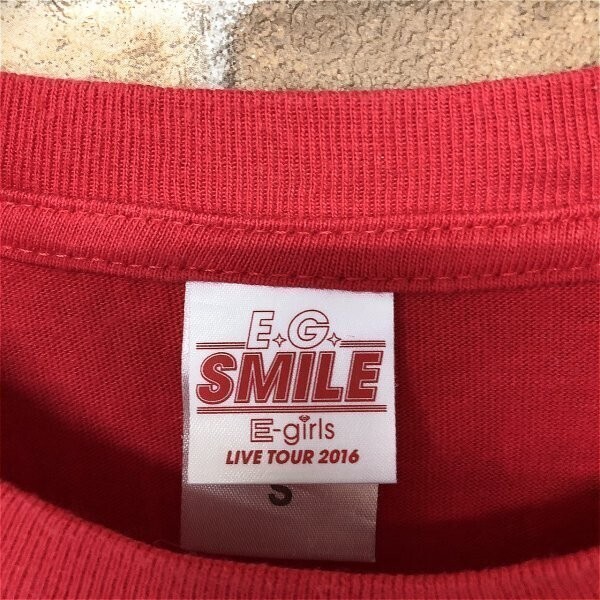 E.G.
SMILE
E-girls
LIVE TOUR 2016
S